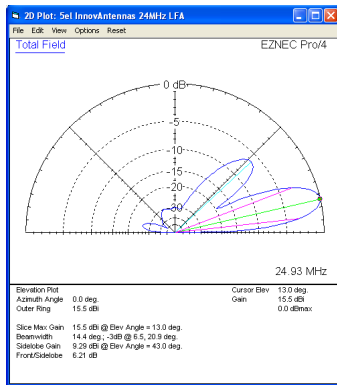 2D Plot: 5el InnovAntennas 24MHz LFA
File Edit View Options Reset
Total Field
EZNEC Pro/4
0 dB
-5
-10
-15
-20
-30
24.93 MHz
Elevation Plot
Azimuth Angle 0.0 deg.
Outer Ring 15.5 dBi
Cursor Elev 13.0 deg.
Gain 15.5 dBi
0.0 dBmax
Slice Max Gain 15.5 dBi @ Elev Angle = 13.0 deg.
Beamwidth 14.4 deg.; -3dB @ 6.5, 20.9 deg.
Sidelobe Gain 9.29 dBi @ Elev Angle = 43.0 deg.
Front/Sidelobe 6.21 dB